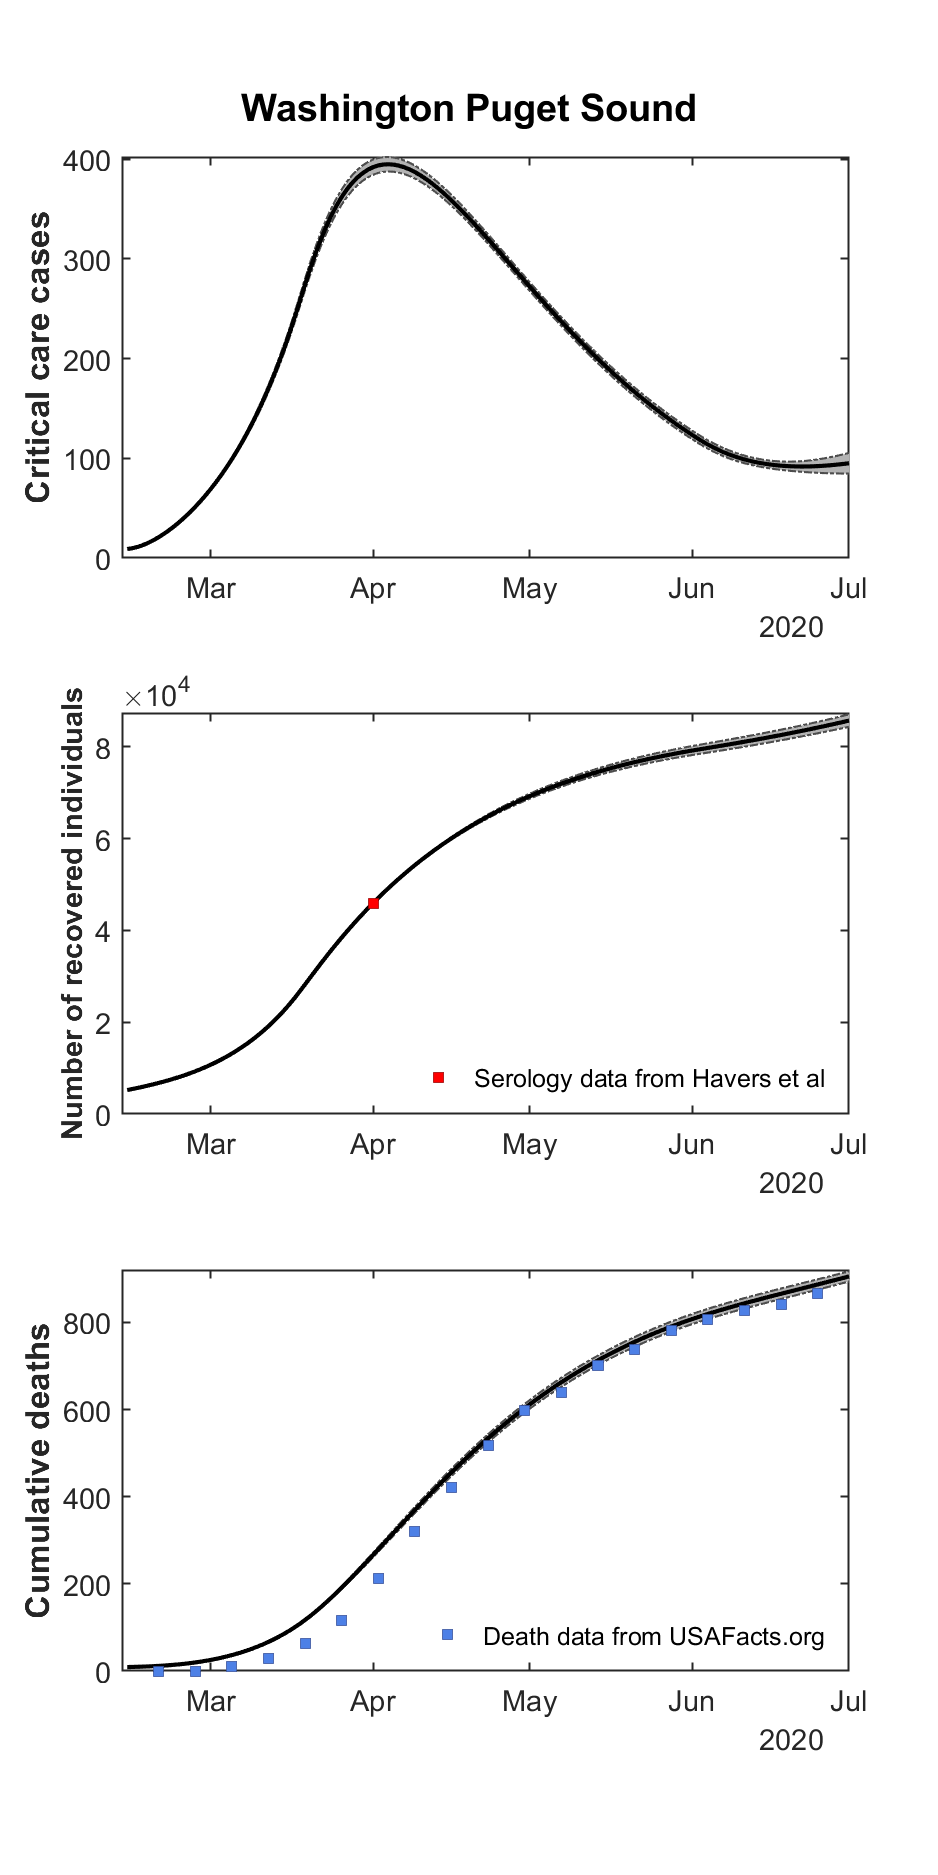 Washington Puget Sound
Critical care cases
400
300
200
100
0
Mar Apr May Jun Jul
2020
×10⁴
Number of recovered individuals
8
6
4
2
0
Serology data from Havers et al
Mar Apr May Jun Jul
2020
Cumulative deaths
800
600
400
200
0
Death data from USAFacts.org
Mar Apr May Jun Jul
2020